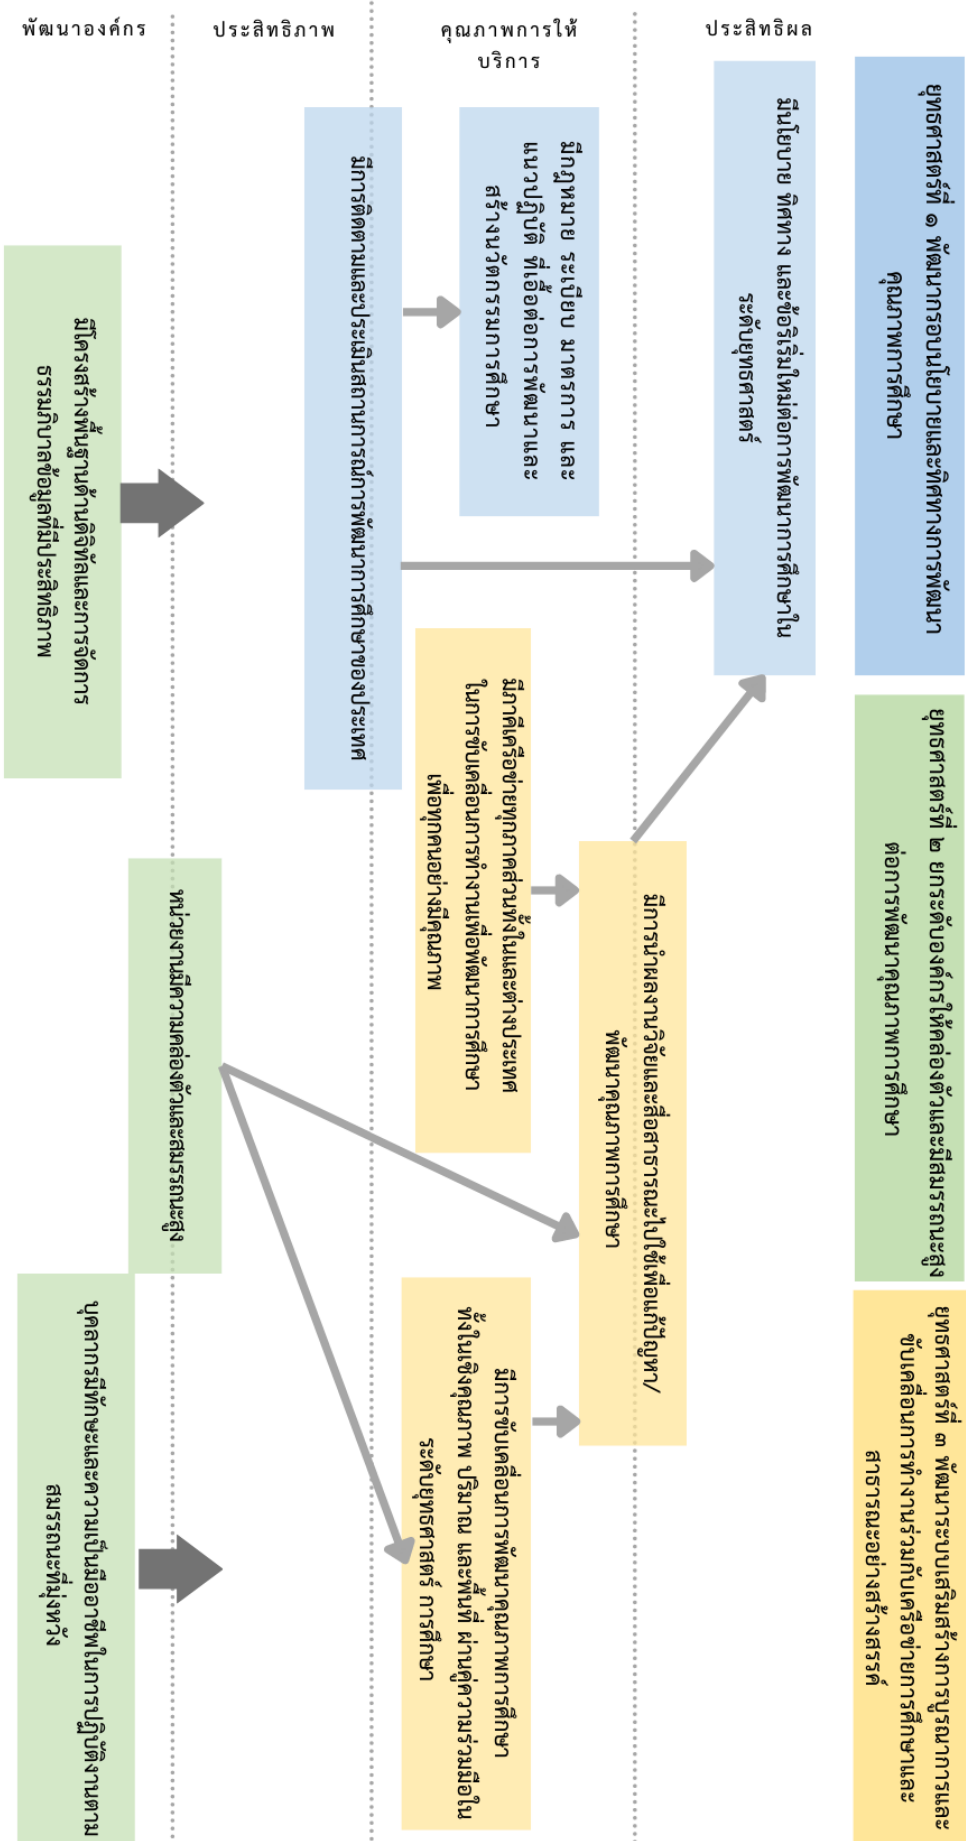 พัฒนาองค์กร
ประสิทธิภาพ
คุณภาพการให้
บริการ
ประสิทธิผล
ยุทธศาสตร์ที่ ๑ พัฒนากรอบนโยบายและทิศทางการพัฒนา
คุณภาพการศึกษา
ยุทธศาสตร์ที่ ๒ ยกระดับองค์กรให้คล่องตัวและมีสมรรถนะสูง
ต่อการพัฒนาคุณภาพการศึกษา
ยุทธศาสตร์ที่ ๓ พัฒนาระบบเสริมสร้างการบูรณาการและ
ขับเคลื่อนการทำงานร่วมกับเครือข่ายการศึกษาและ
สาธารณะอย่างสร้างสรรค์
มีนโยบาย ทิศทาง และข้อริเริ่มใหม่ต่อการพัฒนาการศึกษาใน
ระดับยุทธศาสตร์
มีกฎหมาย ระเบียบ มาตรการ และ
แนวปฏิบัติ ที่เอื้อต่อการพัฒนาและ
สร้างนวัตกรรมการศึกษา
มีการนำผลงานวิจัยและสื่อสาธารณะไปใช้เพื่อแก้ปัญหา/
พัฒนาคุณภาพการศึกษา
มีภาคีเครือข่ายทุกภาคส่วนทั้งในและต่างประเทศ
ในการขับเคลื่อนการทำงานเพื่อพัฒนาการศึกษา
เพื่อทุกคนอย่างมีคุณภาพ
มีการขับเคลื่อนการพัฒนาคุณภาพการศึกษา
ทั้งในเชิงคุณภาพ ปริมาณ และพื้นที่ ผ่านคู่ความร่วมมือใน
ระดับยุทธศาสตร์ การศึกษา
มีการติดตามและประเมินสถานการณ์การพัฒนาการศึกษาของประเทศ
หน่วยงานมีความคล่องตัวและสมรรถนะสูง
มีโครงสร้างพื้นฐานด้านดิจิทัลและการจัดการ
ธรรมาภิบาลข้อมูลที่มีประสิทธิภาพ
บุคลากรมีทักษะและความเป็นมืออาชีพในการปฏิบัติงานตาม
สมรรถนะที่มุ่งหวัง